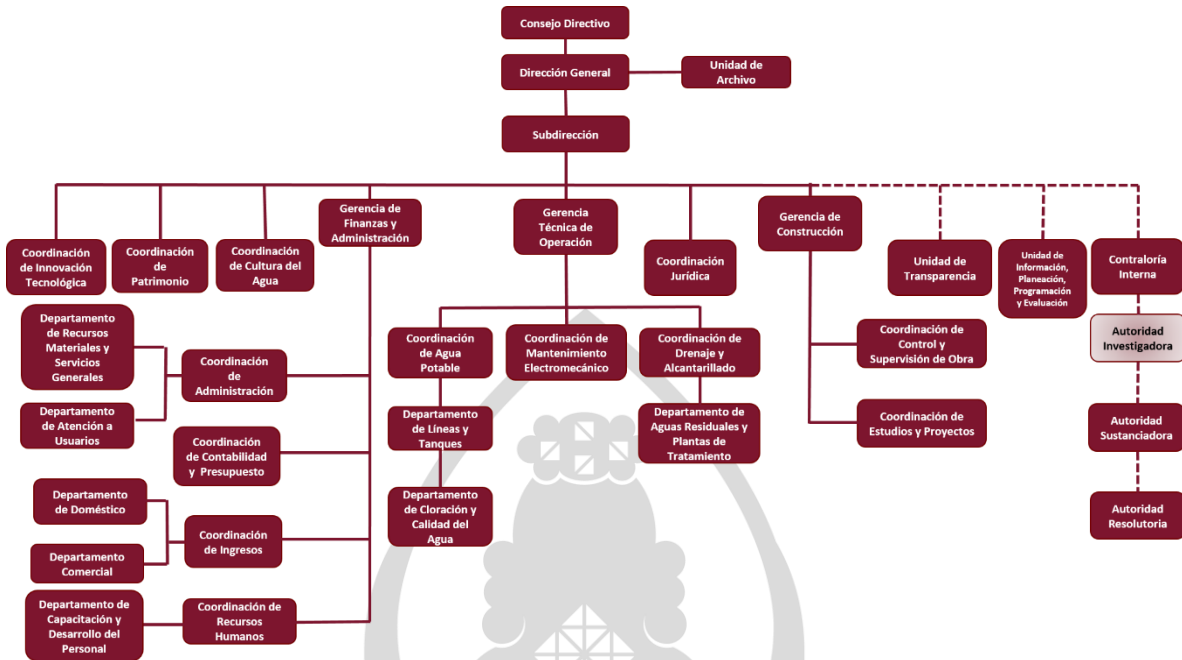 Consejo Directivo
Dirección General
Unidad de
Archivo
Subdirección
Coordinación
de Innovación
Tecnológica
Coordinación
de
Patrimonio
Coordinación
de Cultura del
Agua
Gerencia de
Finanzas y
Administración
Gerencia
Técnica de
Operación
Coordinación
Jurídica
Gerencia de
Construcción
Unidad de
Transparencia
Unidad de
Información,
Planeación,
Programación
y Evaluación
Contraloría
Interna
Departamento
de Recursos
Materiales y
Servicios
Generales
Coordinación
de
Administración
Departamento
de Atención a
Usuarios
Coordinación
de Contabilidad
y Presupuesto
Departamento
de Doméstico
Coordinación
de Ingresos
Departamento
Comercial
Departamento de
Capacitación y
Desarrollo del
Personal
Coordinación de
Recursos
Humanos
Coordinación
de Agua
Potable
Coordinación de
Mantenimiento
Electromecánico
Coordinación de
Drenaje y
Alcantarillado
Departamento
de Líneas y
Tanques
Departamento de
Aguas Residuales y
Plantas de
Tratamiento
Departamento
de Cloración y
Calidad del
Agua
Coordinación de
Control y
Supervisión de Obra
Coordinación de
Estudios y Proyectos
Autoridad
Investigadora
Autoridad
Sustanciadora
Autoridad
Resolutoria